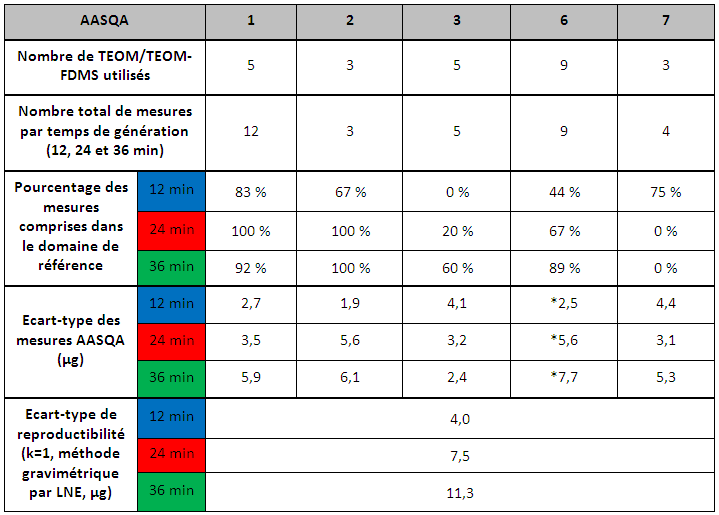 AASQA 1 2 3 6 7
Nombre de TEOM/TEOM-
FDMS utilisés
5 3 5 9 3
Nombre total de mesures
par temps de génération
(12, 24 et 36 min)
12 3 5 9 4
Pourcentage des
mesures
comprises dans
le domaine de
référence
12 min 83 % 67 % 0 % 44 % 75 %
24 min 100 % 100 % 20 % 67 % 0 %
36 min 92 % 100 % 60 % 89 % 0 %
Ecart-type des
mesures AASQA
(µg)
12 min 2,7 1,9 4,1 *2,5 4,4
24 min 3,5 5,6 3,2 *5,6 3,1
36 min 5,9 6,1 2,4 *7,7 5,3
Ecart-type de
reproductibilité
(k=1, méthode
gravimétrique
par LNE, µg)
12 min 4,0
24 min 7,5
36 min 11,3